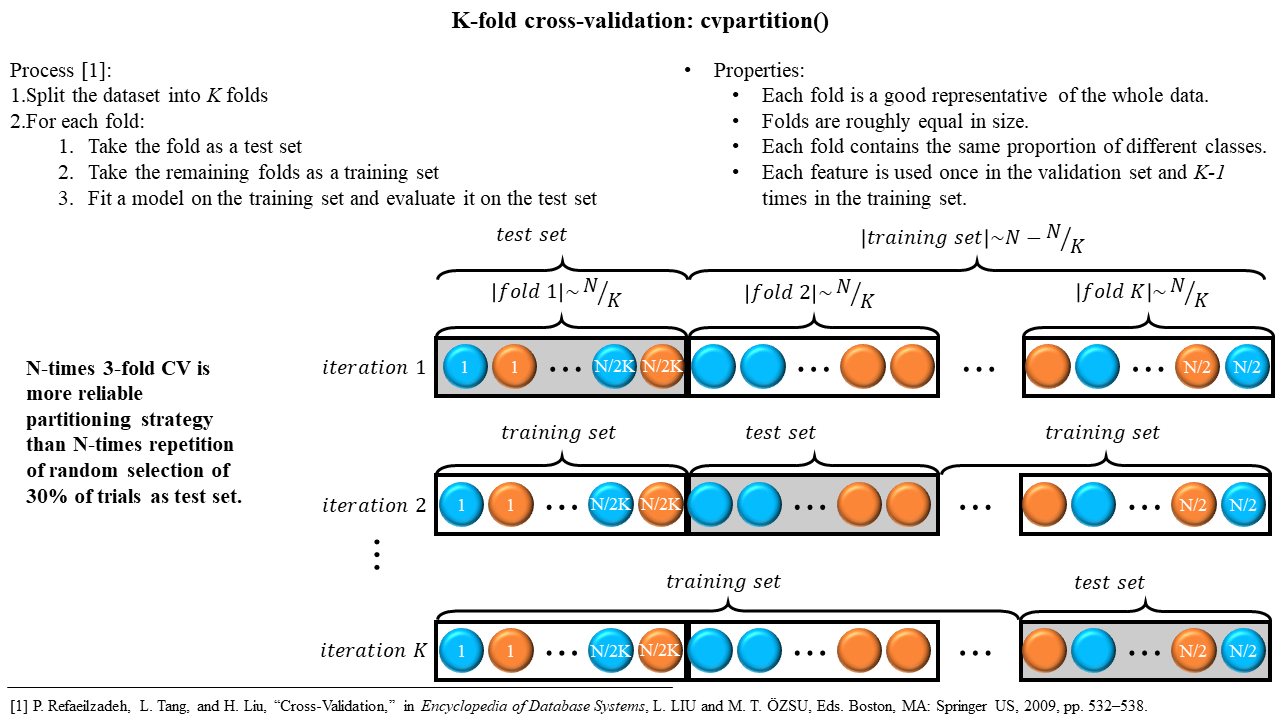 K-fold cross-validation: cvpartition()
Process [1]:
1.Split the dataset into K folds
2.For each fold:
1. Take the fold as a test set
2. Take the remaining folds as a training set
3. Fit a model on the training set and evaluate it on the test set
• Properties:
• Each fold is a good representative of the whole data.
• Folds are roughly equal in size.
• Each fold contains the same proportion of different classes.
• Each feature is used once in the validation set and K-1
times in the training set.
test set
|training set|~N − N/K
|fold 1|~ N/K
|fold 2|~ N/K
|fold K|~ N/K
N-times 3-fold CV is
more reliable
partitioning strategy
than N-times repetition
of random selection of
30% of trials as test set.
iteration 1
1 1 ... N/2K N/2K ... ... ... N/2 N/2
training set
test set
training set
iteration 2
1 1 ... N/2K N/2K ... ... ... N/2 N/2
⋮
training set
test set
iteration K
1 1 ... N/2K N/2K ... ... ... N/2 N/2
[1] P. Refaeilzadeh, L. Tang, and H. Liu, “Cross-Validation,” in Encyclopedia of Database Systems, L. LIU and M. T. ÖZSU, Eds. Boston, MA: Springer US, 2009, pp. 532–538.